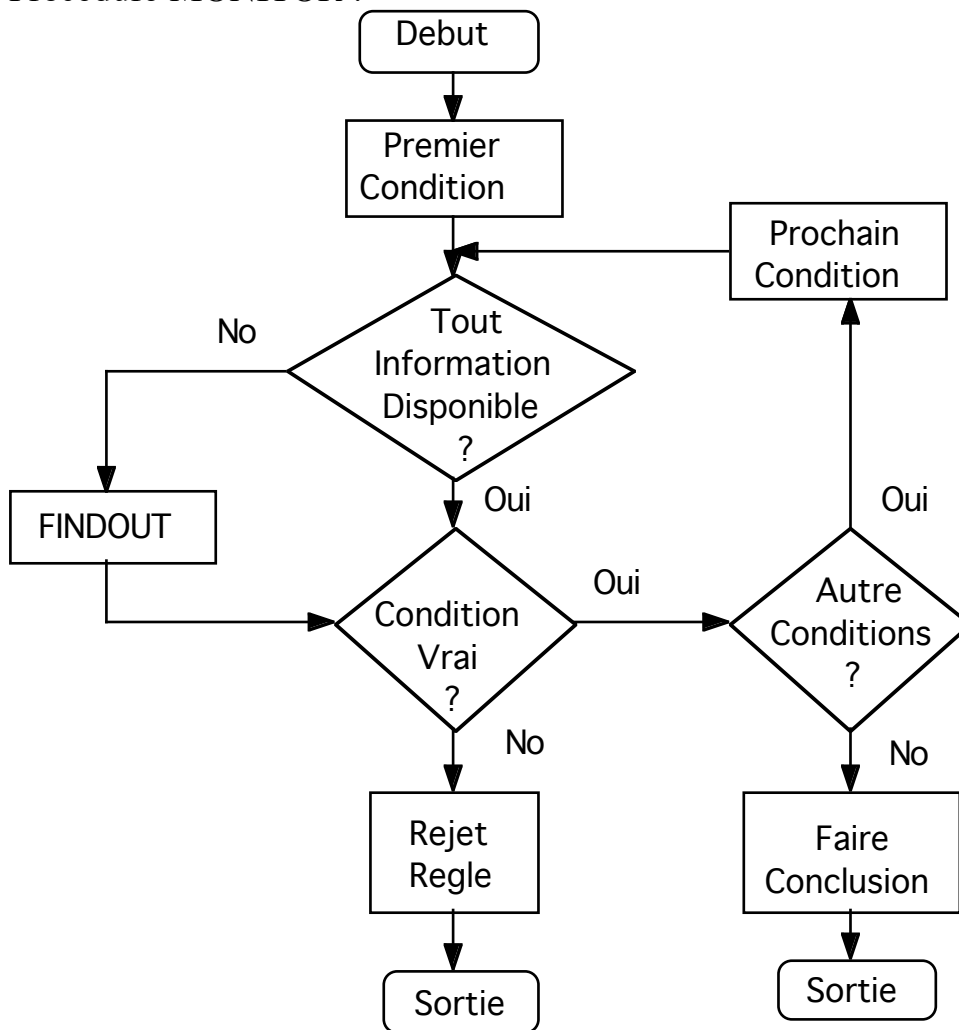 Debut
Premier
Condition
Prochain
Condition
No
Tout
Information
Disponible
?
Oui
Oui
FINDOUT
Oui
Condition
Vrai
?
Autre
Conditions
?
No
No
Rejet
Regle
Faire
Conclusion
Sortie
Sortie